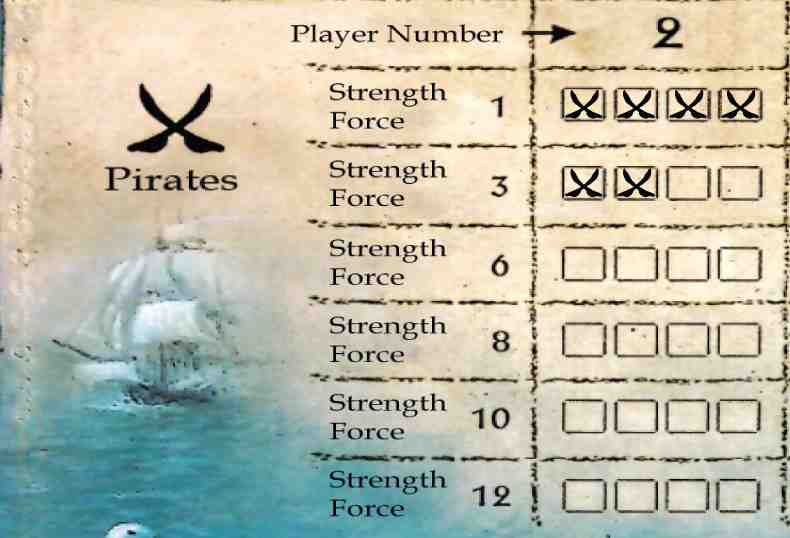 Player Number 2
Strength
Force 1
Pirates
Strength
Force 3
Strength
Force 6
Strength
Force 8
Strength
Force 10
Strength
Force 12